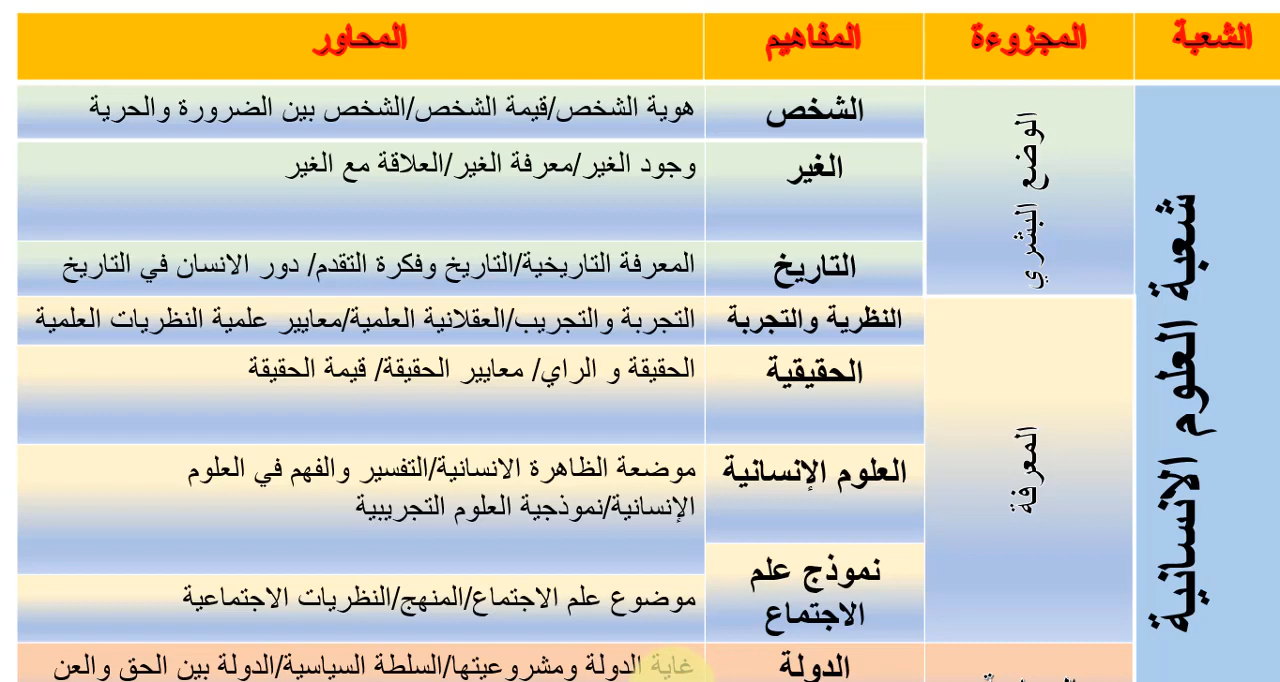 الشعبة المجزوءة المفاهيم المحاور
شعبة العلوم الانسانية
الوضع البشري
الشخص هوية الشخص/قيمة الشخص/الشخص بين الضرورة والحرية
الغير وجود الغير/معرفة الغير/العلاقة مع الغير
التاريخ المعرفة التاريخية/التاريخ وفكرة التقدم/ دور الانسان في التاريخ
المعرفة
النظرية والتجربة التجربة والتجريب/العقلانية العلمية/معايير علمية النظريات العلمية
الحقيقية الحقيقة و الراي/ معايير الحقيقة/ قيمة الحقيقة
العلوم الإنسانية موضعة الظاهرة الانسانية/التفسير والفهم في العلوم
الإنسانية/نموذجية العلوم التجريبية
نموذج علم
الاجتماع
موضوع علم الاجتماع/المنهج/النظريات الاجتماعية
الدولة غاية الدولة ومشروعيتها/السلطة السياسية/الدولة بين الحق والعن